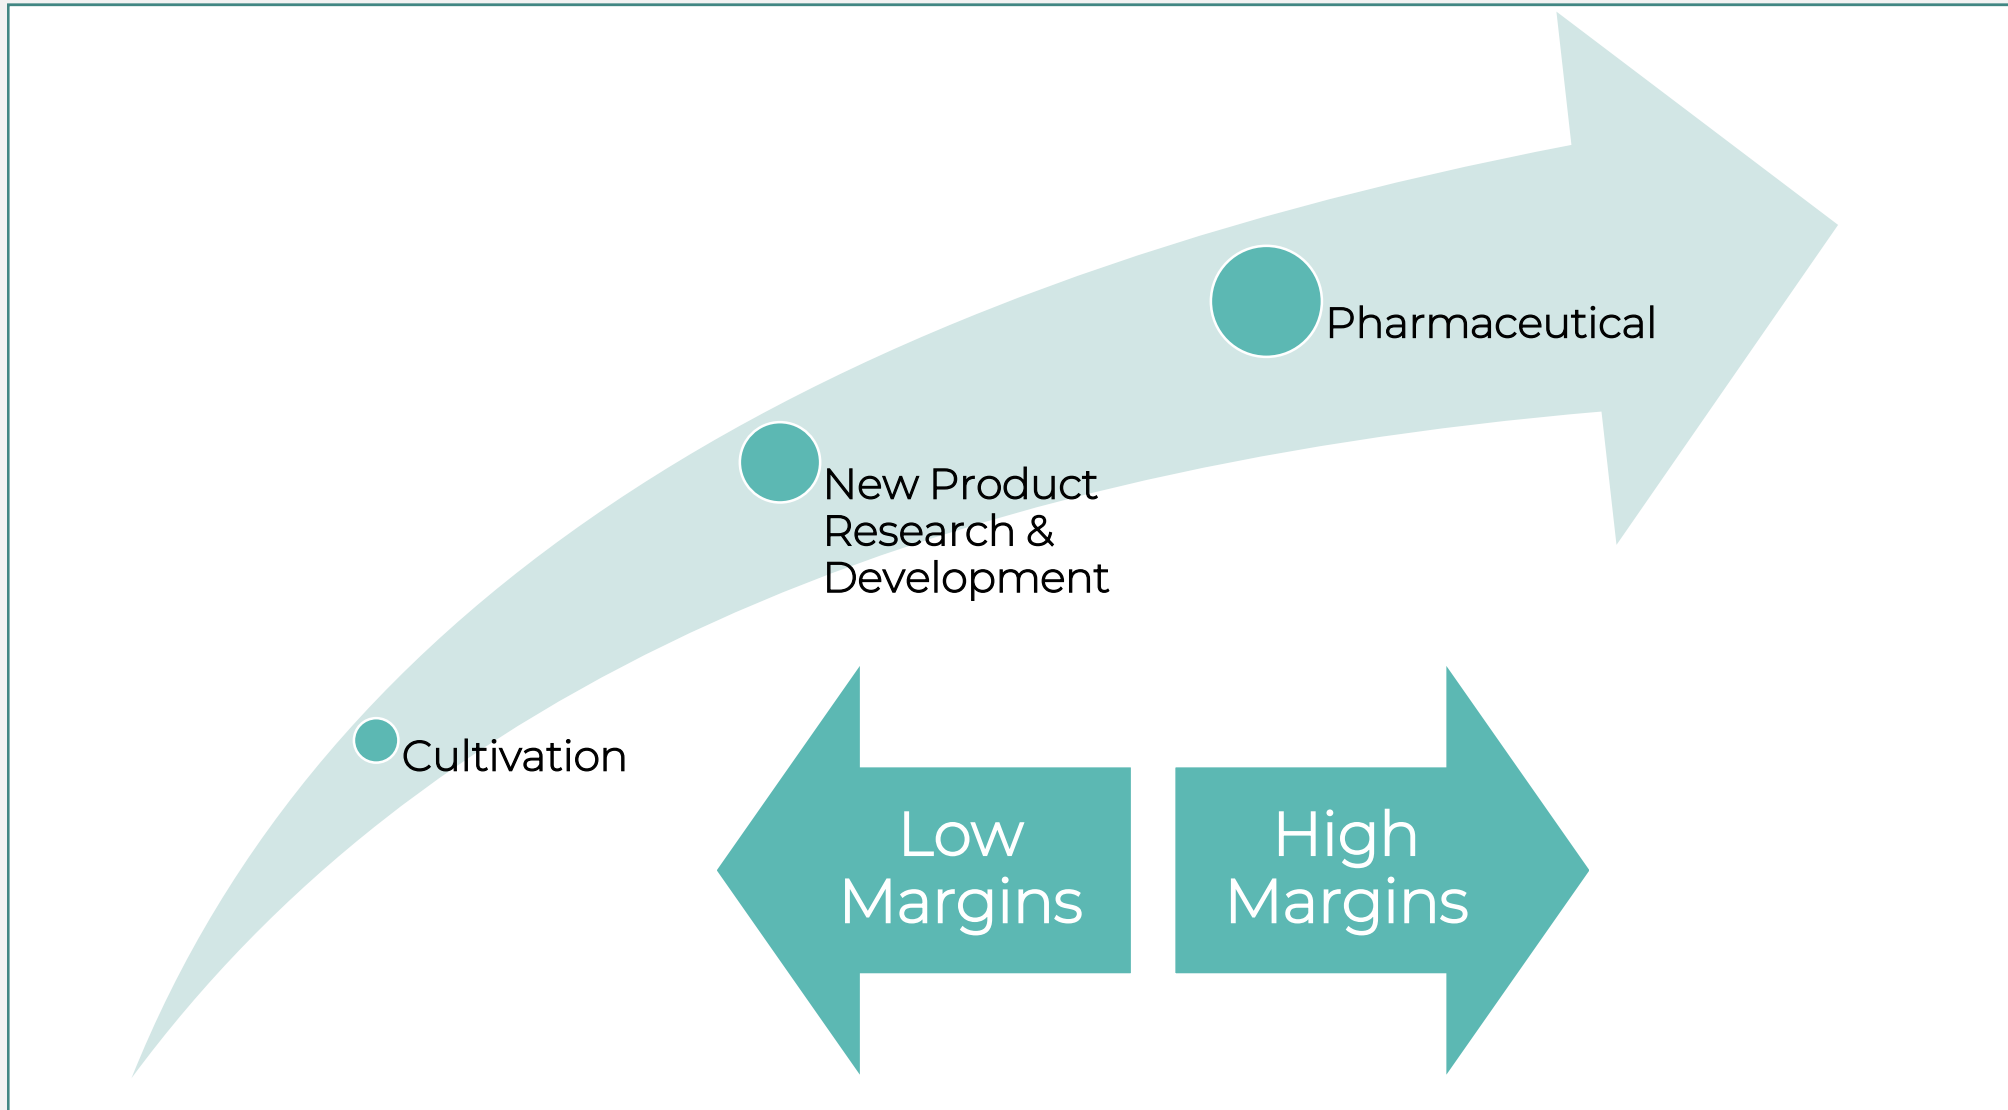 Pharmaceutical
New Product
Research &
Development
Cultivation
Low
Margins
High
Margins